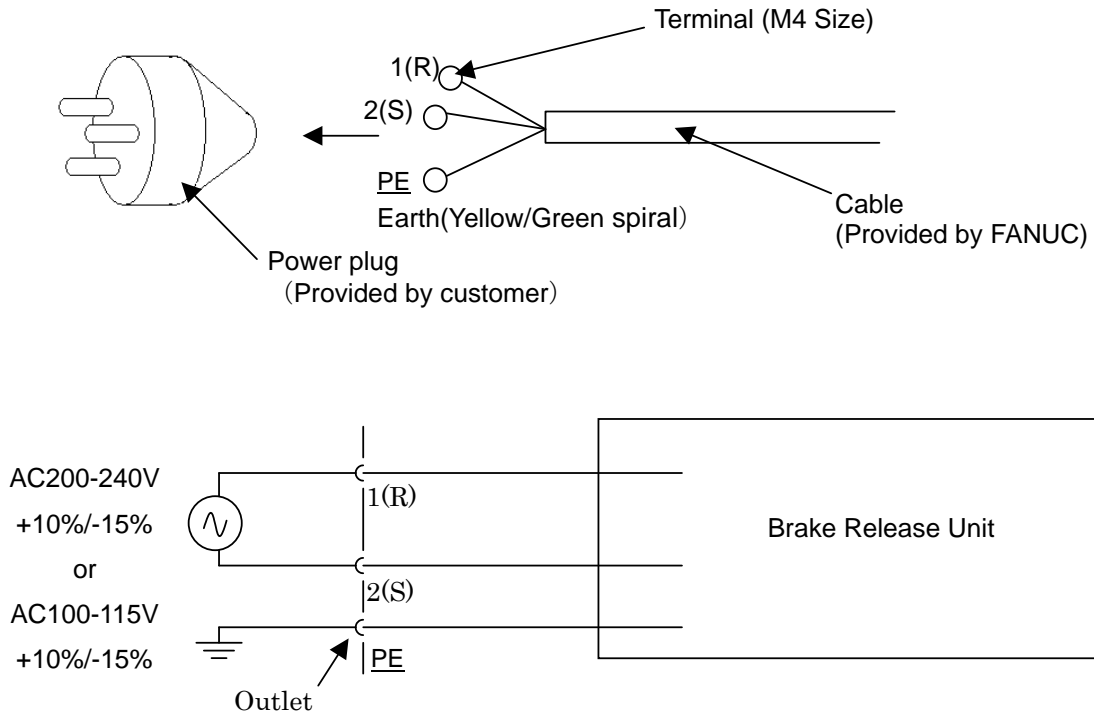 Terminal (M4 Size)
1(R)
2(S)
PE
Earth(Yellow/Green spiral）
Cable
(Provided by FANUC)
Power plug
（Provided by customer）
AC200-240V
+10%/-15%
or
AC100-115V
+10%/-15%
1(R)
2(S)
PE
Outlet
Brake Release Unit